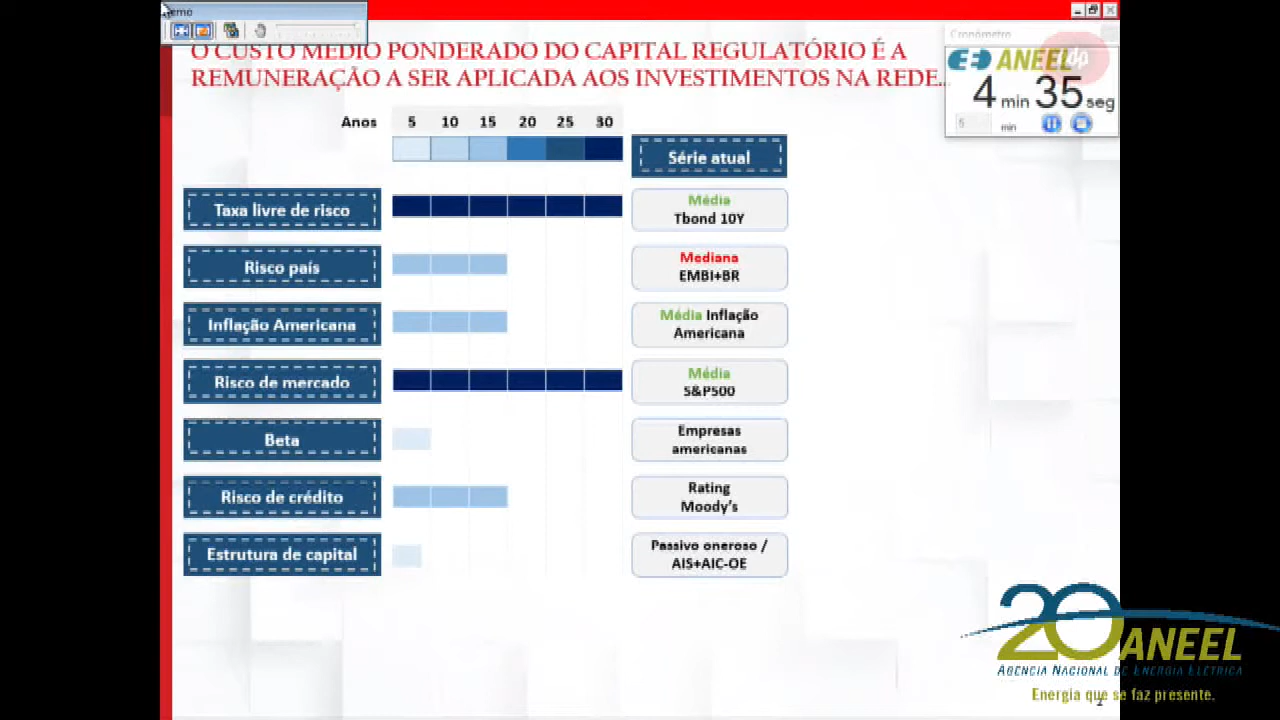 O CUSTO MÉDIO PONDERADO DO CAPITAL REGULATÓRIO É A
REMUNERAÇÃO A SER APLICADA AOS INVESTIMENTOS NA REDE...
Cronómetro
ANEEL
4 min 35 seg
5 min
Anos 5 10 15 20 25 30
Série atual
Taxa livre de risco
Média
Tbond 10Y
Risco país
Mediana
EMBI+BR
Inflação Americana
Média Inflação
Americana
Risco de mercado
Média
S&P500
Beta
Empresas
americanas
Risco de crédito
Rating
Moody's
Estrutura de capital
Passivo oneroso /
AIS+AIC-OE
20 ANEEL
AGÊNCIA NACIONAL DE ENERGIA ELÉTRICA
Energia que se faz presente.
2